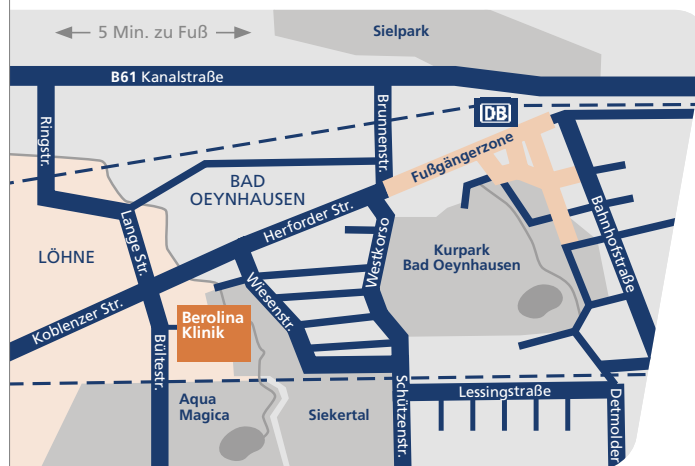 5 Min. zu Fuß
Sielpark
B61 Kanalstraße
DB
Ringstr.
Brunnenstr.
Fußgängerzone
BAD
OEYNHAUSEN
Herforder Str.
Lange Str.
Westkorso
Bahnhofstraße
Kurpark
Bad Oeynhausen
LÖHNE
Koblenzer Str.
Wiesenstr.
Berolina
Klinik
Bültestr.
Schützenstr.
Lessingstraße
Detmolder
Aqua
Magica
Siekertal